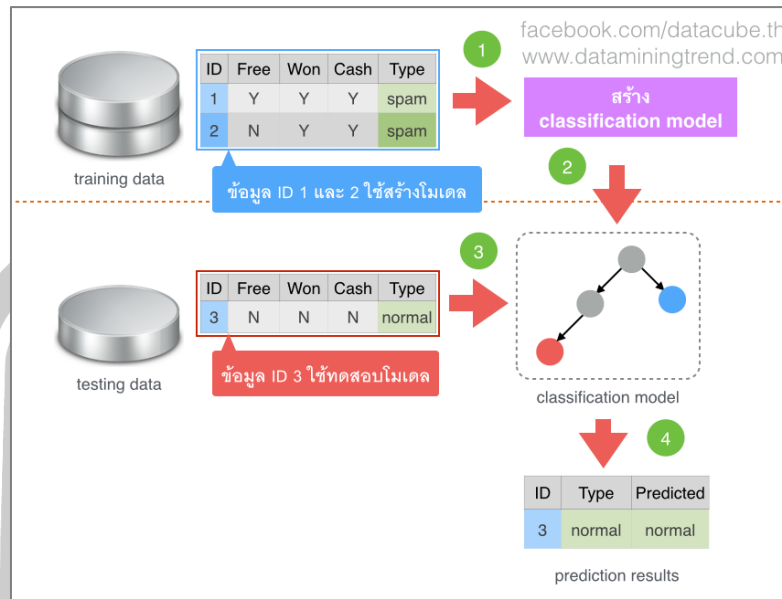 facebook.com/datacube.th
www.dataminingtrend.com
ID Free Won Cash Type
1 Y Y Y spam
2 N Y Y spam
training data
ข้อมูล ID 1 และ 2 ใช้สร้างโมเดล
1
สร้าง
classification model
2
ID Free Won Cash Type
3 N N N normal
testing data
ข้อมูล ID 3 ใช้ทดสอบโมเดล
3
classification model
4
ID Type Predicted
3 normal normal
prediction results